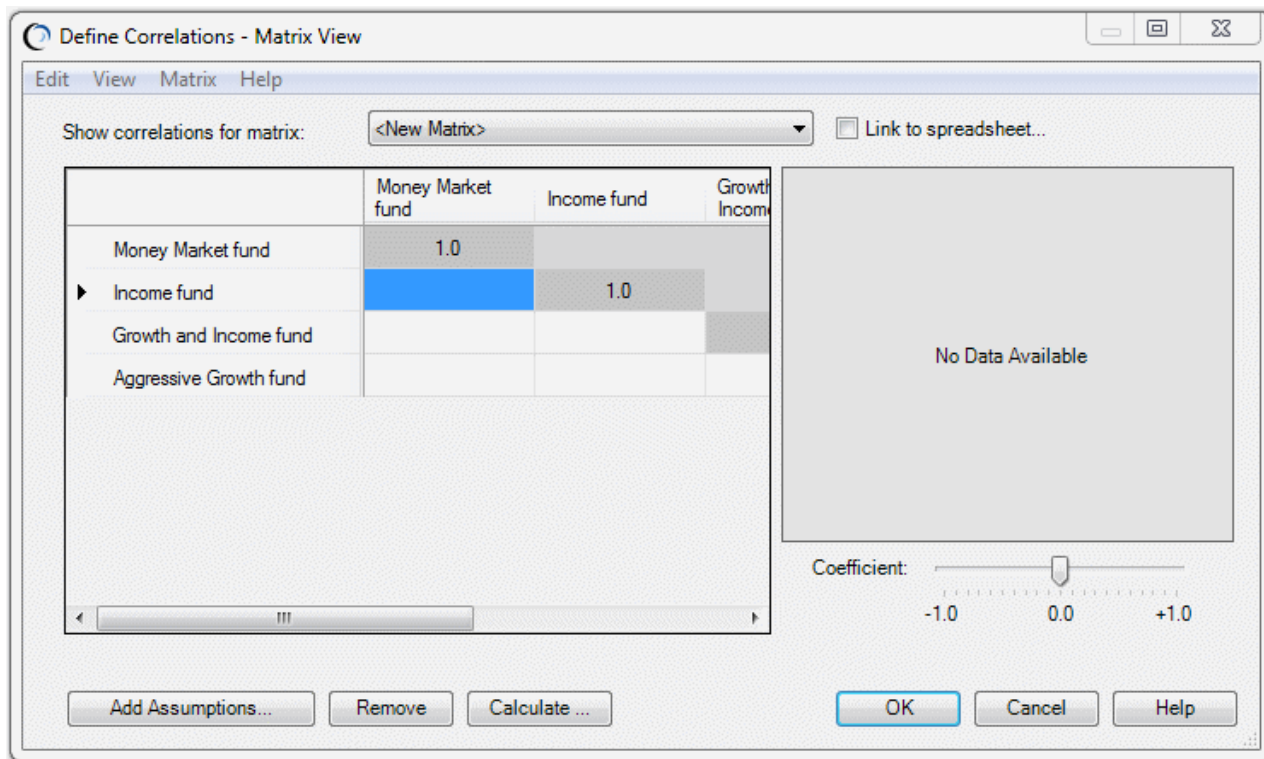 Define Correlations - Matrix View
Edit View Matrix Help
Show correlations for matrix: <New Matrix> Link to spreadsheet...
Money Market
fund
Income fund
Growth
Income
Money Market fund 1.0
Income fund 1.0
Growth and Income fund
Aggressive Growth fund
No Data Available
Coefficient:
-1.0 0.0 +1.0
Add Assumptions... Remove Calculate ... OK Cancel Help